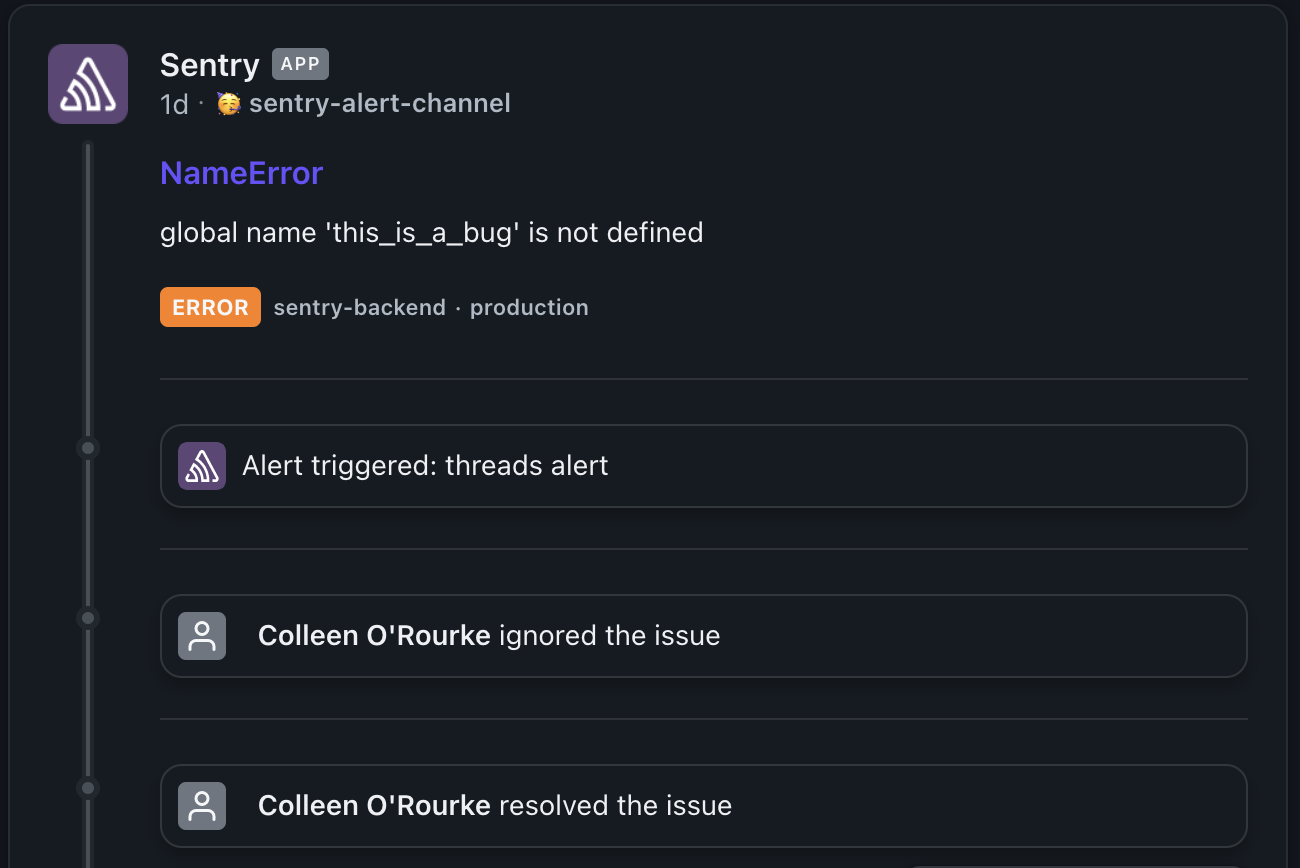 Sentry APP
1d · 🥳 sentry-alert-channel
NameError
global name 'this_is_a_bug' is not defined
ERROR sentry-backend · production
Alert triggered: threads alert
Colleen O'Rourke ignored the issue
Colleen O'Rourke resolved the issue